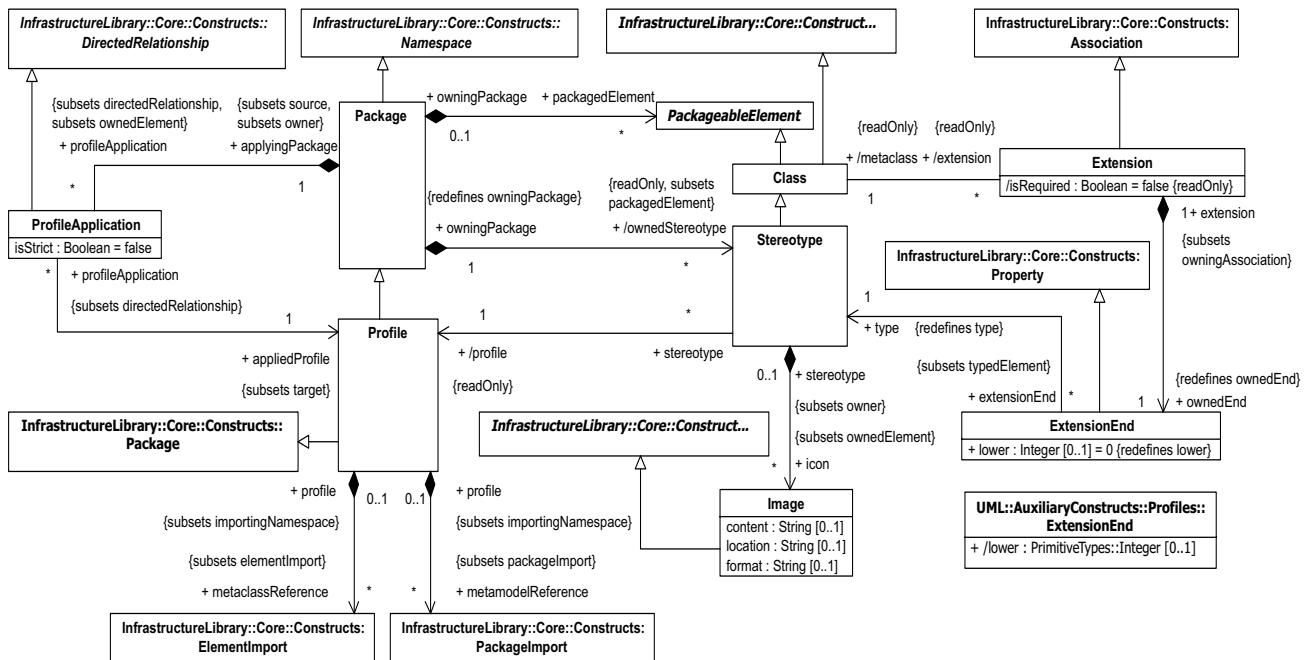 InfrastructureLibrary::Core::Constructs::
DirectedRelationship
InfrastructureLibrary::Core::Constructs::
Namespace
InfrastructureLibrary::Core::Construct...
InfrastructureLibrary::Core::Constructs:
Association
{subsets directedRelationship,
subsets ownedElement}
+ profileApplication
*
{subsets source,
subsets owner}
+ applyingPackage
1
Package
+ owningPackage
0..1
+ packagedElement
*
PackageableElement
Class
{readOnly}
+ /metaclass
1
{readOnly}
+ /extension
*
Extension
/isRequired : Boolean = false {readOnly}
ProfileApplication
isStrict : Boolean = false
{redefines owningPackage}
+ owningPackage
1
{readOnly, subsets
packagedElement}
+ /ownedStereotype
*
Stereotype
1 + extension
{subsets
owningAssociation}
InfrastructureLibrary::Core::Constructs:
Property
*
+ profileApplication
{subsets directedRelationship}
1
+ appliedProfile
{subsets target}
Profile
1
+ /profile
{readOnly}
*
+ stereotype
1
+ type
{redefines type}
{subsets typedElement}
+ extensionEnd
*
{redefines ownedEnd}
+ ownedEnd
1
0..1
+ stereotype
{subsets owner}
{subsets ownedElement}
+ icon
*
InfrastructureLibrary::Core::Constructs::
Package
InfrastructureLibrary::Core::Construct...
ExtensionEnd
+ lower : Integer [0..1] = 0 {redefines lower}
+ profile
0..1
{subsets importingNamespace}
{subsets elementImport}
+ metaclassReference
*
0..1
+ profile
{subsets importingNamespace}
{subsets packageImport}
+ metamodelReference
*
Image
content : String [0..1]
location : String [0..1]
format : String [0..1]
UML::AuxiliaryConstructs::Profiles::
ExtensionEnd
+ /lower : PrimitiveTypes::Integer [0..1]
InfrastructureLibrary::Core::Constructs:
ElementImport
InfrastructureLibrary::Core::Constructs:
PackageImport